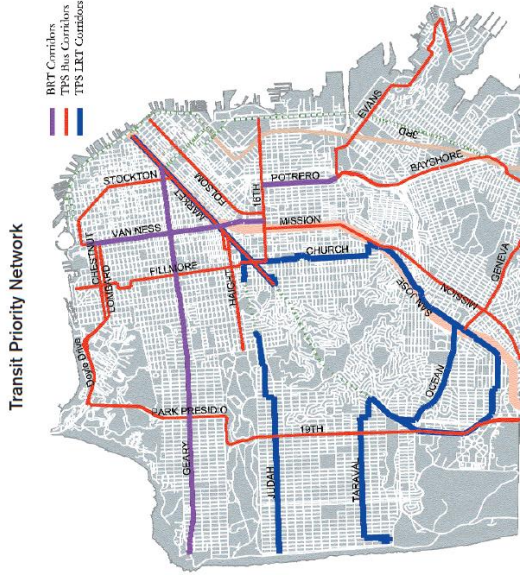 Transit Priority Network
BRT Corridors
TPS Bus Corridors
TPS LRT Corridors
STOCKTON
CHESTNUT
LOMBARD
VAN NESS
FILLMORE
Doyle Drive
PARK PRESIDIO
GEARY
MARKET
FOLSOM
HAIGHT
16TH
POTRERO
MISSION
CHURCH
EVANS
3RD
BAYSHORE
JUDAH
19TH
TARAVAL
OCEAN
SAN JOSE
MISSION
GENEVA